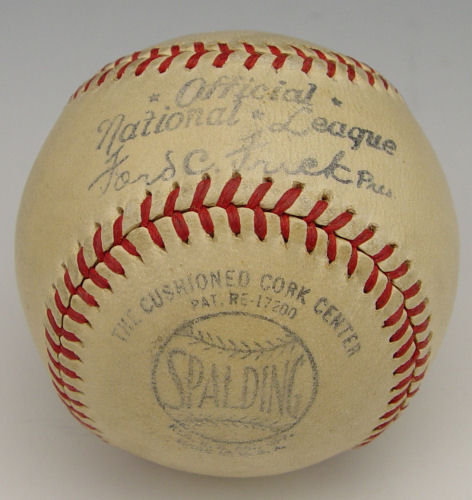 * Official *
National * League
Ford C. Frick Pres.
THE CUSHIONED CORK CENTER
PAT. RE-17200
SPALDING